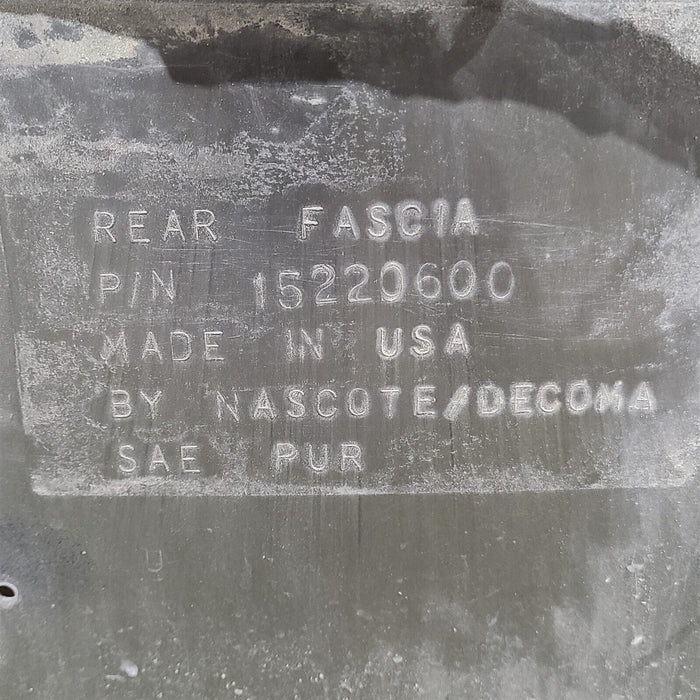 REAR FASCIA
P/N 15220600
MADE IN USA
BY NASCOTE/DECOMA
SAE PUR